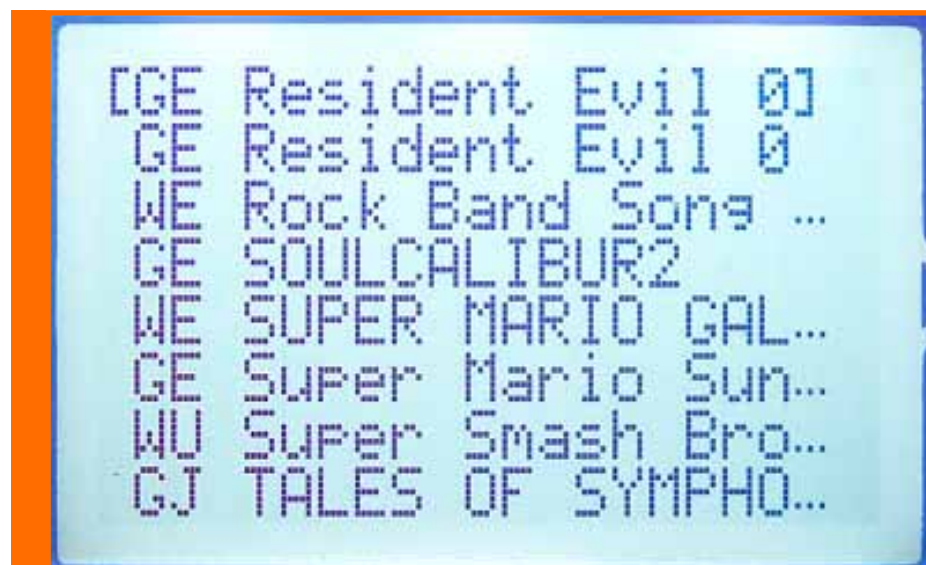 [GE Resident Evil 0]
GE Resident Evil 0
WE Rock Band Song …
GE SOULCALIBUR2
WE SUPER MARIO GAL…
GE Super Mario Sun…
WU Super Smash Bro…
GJ TALES OF SYMPHO…